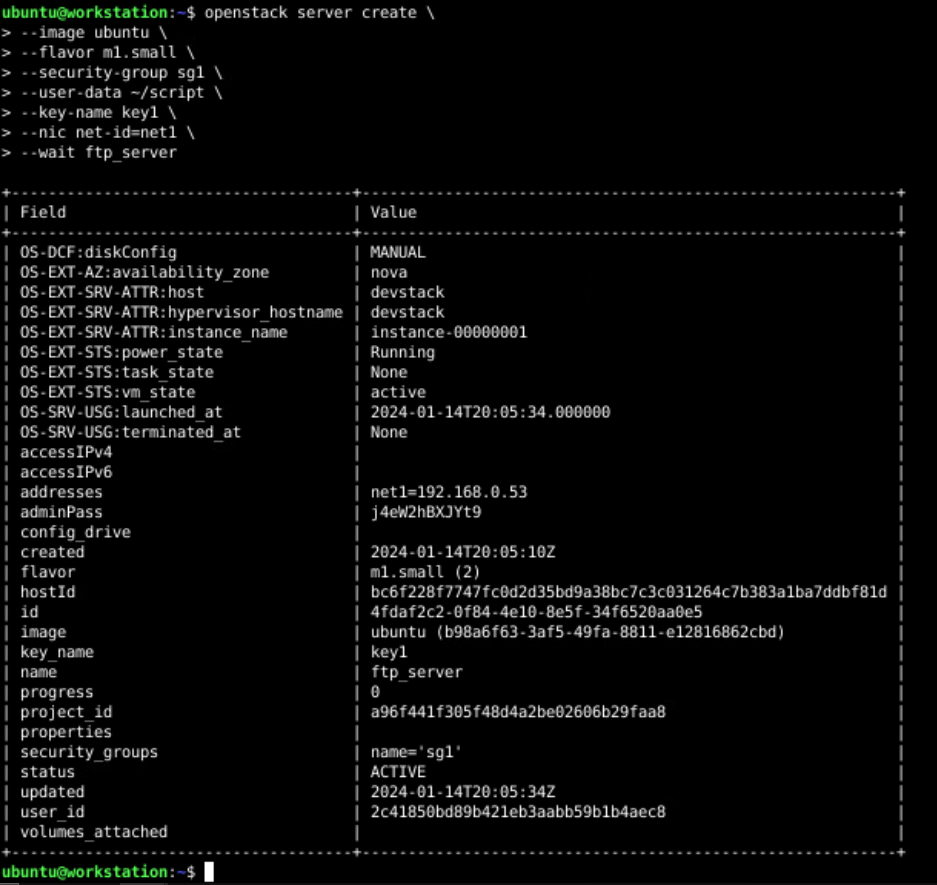 ubuntu@workstation:~$ openstack server create \
> --image ubuntu \
> --flavor m1.small \
> --security-group sg1 \
> --user-data ~/script \
> --key-name key1 \
> --nic net-id=net1 \
> --wait ftp_server
+-------------------------------------+----------------------------------------------------------+
| Field                               | Value                                                    |
+-------------------------------------+----------------------------------------------------------+
| OS-DCF:diskConfig                   | MANUAL                                                   |
| OS-EXT-AZ:availability_zone         | nova                                                     |
| OS-EXT-SRV-ATTR:host                | devstack                                                 |
| OS-EXT-SRV-ATTR:hypervisor_hostname | devstack                                                 |
| OS-EXT-SRV-ATTR:instance_name       | instance-00000001                                        |
| OS-EXT-STS:power_state              | Running                                                  |
| OS-EXT-STS:task_state               | None                                                     |
| OS-EXT-STS:vm_state                 | active                                                   |
| OS-SRV-USG:launched_at              | 2024-01-14T20:05:34.000000                               |
| OS-SRV-USG:terminated_at            | None                                                     |
| accessIPv4                          |                                                          |
| accessIPv6                          |                                                          |
| addresses                           | net1=192.168.0.53                                        |
| adminPass                           | j4eW2hBXJYt9                                             |
| config_drive                        |                                                          |
| created                             | 2024-01-14T20:05:10Z                                     |
| flavor                              | m1.small (2)                                             |
| hostId                              | bc6f228f7747fc0d2d35bd9a38bc7c3c031264c7b383a1ba7ddbf81d |
| id                                  | 4fdaf2c2-0f84-4e10-8e5f-34f6520aa0e5                     |
| image                               | ubuntu (b98a6f63-3af5-49fa-8811-e12816862cbd)            |
| key_name                            | key1                                                     |
| name                                | ftp_server                                               |
| progress                            | 0                                                        |
| project_id                          | a96f441f305f48d4a2be02606b29faa8                         |
| properties                          |                                                          |
| security_groups                     | name='sg1'                                               |
| status                              | ACTIVE                                                   |
| updated                             | 2024-01-14T20:05:34Z                                     |
| user_id                             | 2c41850bd89b421eb3aabb59b1b4aec8                         |
| volumes_attached                    |                                                          |
+-------------------------------------+----------------------------------------------------------+
ubuntu@workstation:~$